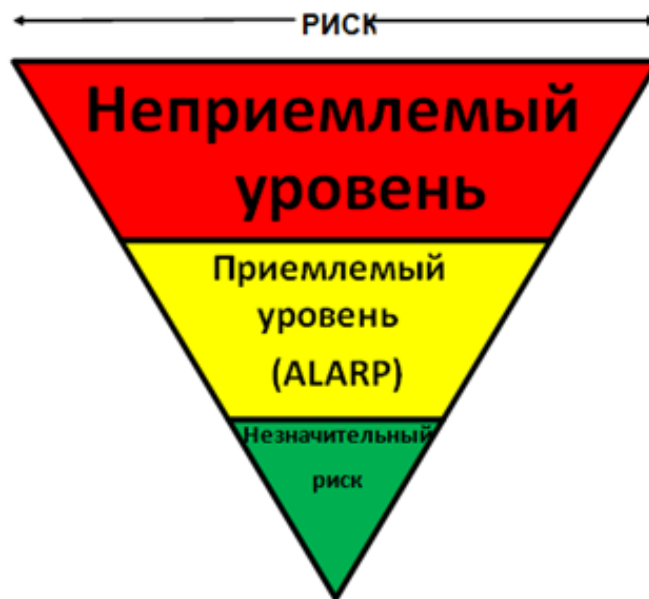 РИСК
Неприемлемый
уровень
Приемлемый
уровень
(ALARP)
Незначительный
риск